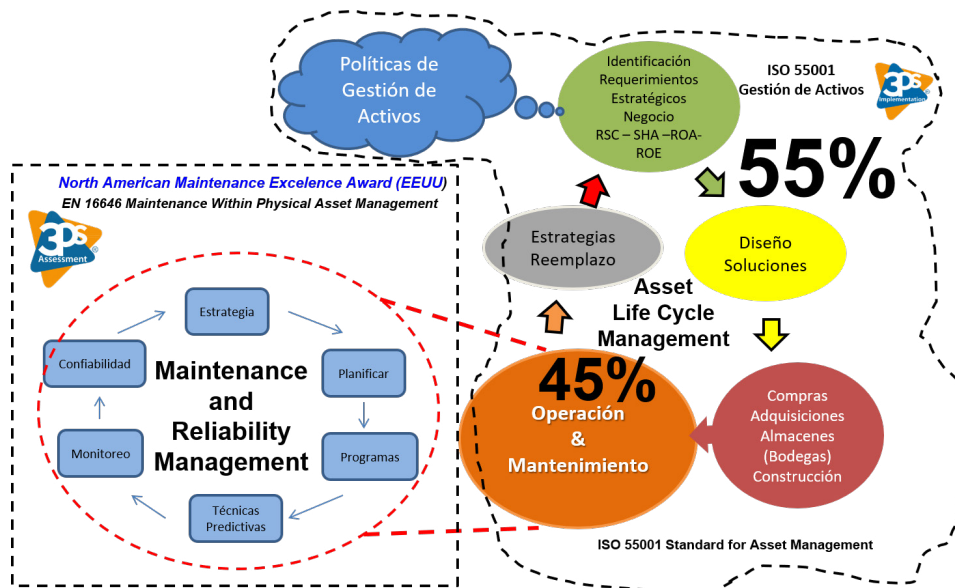 Políticas de
Gestión de
Activos
Identificación
Requerimientos
Estratégicos
Negocio
RSC – SHA –ROA-
ROE
ISO 55001
Gestión de Activos
3Ps
Implementation
®
55%
North American Maintenance Excelence Award (EEUU)
EN 16646 Maintenance Within Physical Asset Management
3Ps
Assessment
®
Estrategia
Planificar
Programas
Técnicas
Predictivas
Monitoreo
Confiabilidad
Maintenance
and
Reliability
Management
Estrategias
Reemplazo
Diseño
Soluciones
Asset
Life Cycle
Management
45%
Operación
&
Mantenimiento
Compras
Adquisiciones
Almacenes
(Bodegas)
Construcción
ISO 55001 Standard for Asset Management